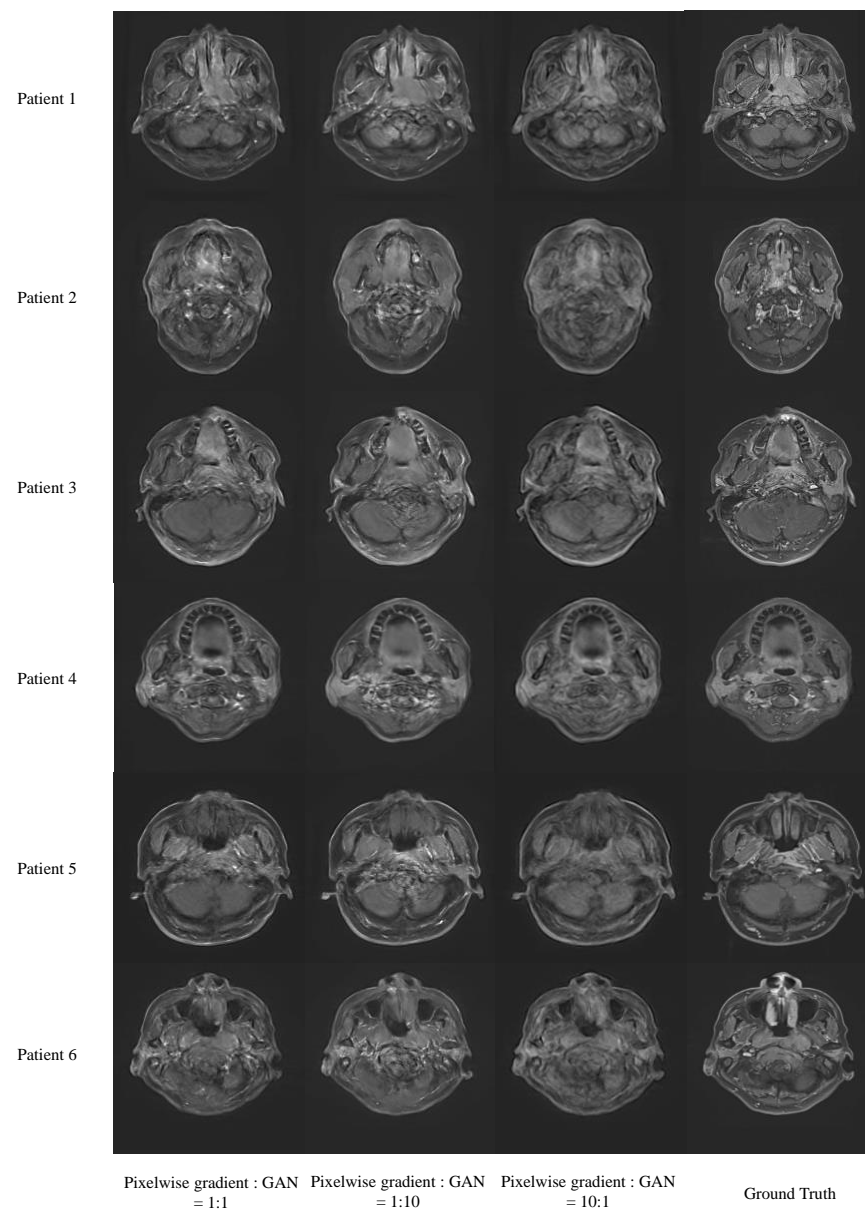 Patient 1
Patient 2
Patient 3
Patient 4
Patient 5
Patient 6
Pixelwise gradient : GAN
= 1:1
Pixelwise gradient : GAN
= 1:10
Pixelwise gradient : GAN
= 10:1
Ground Truth